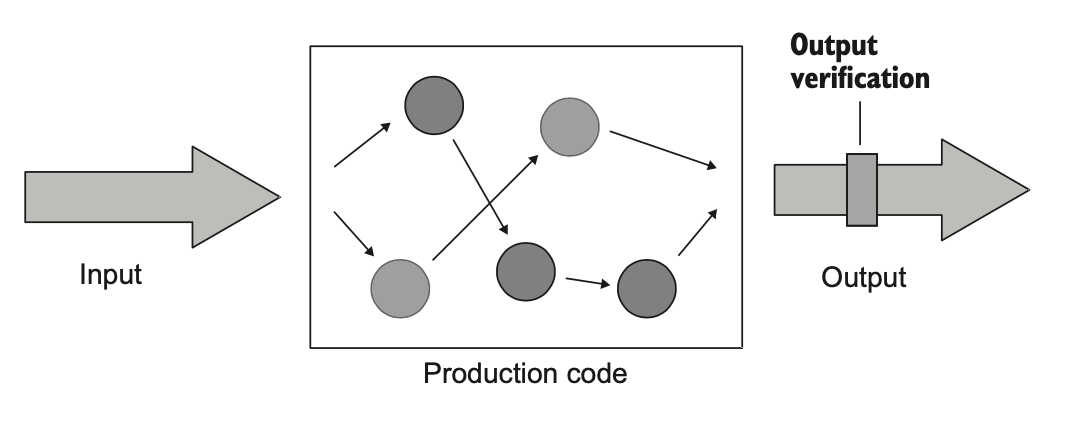 Output
verification
Input
Output
Production code